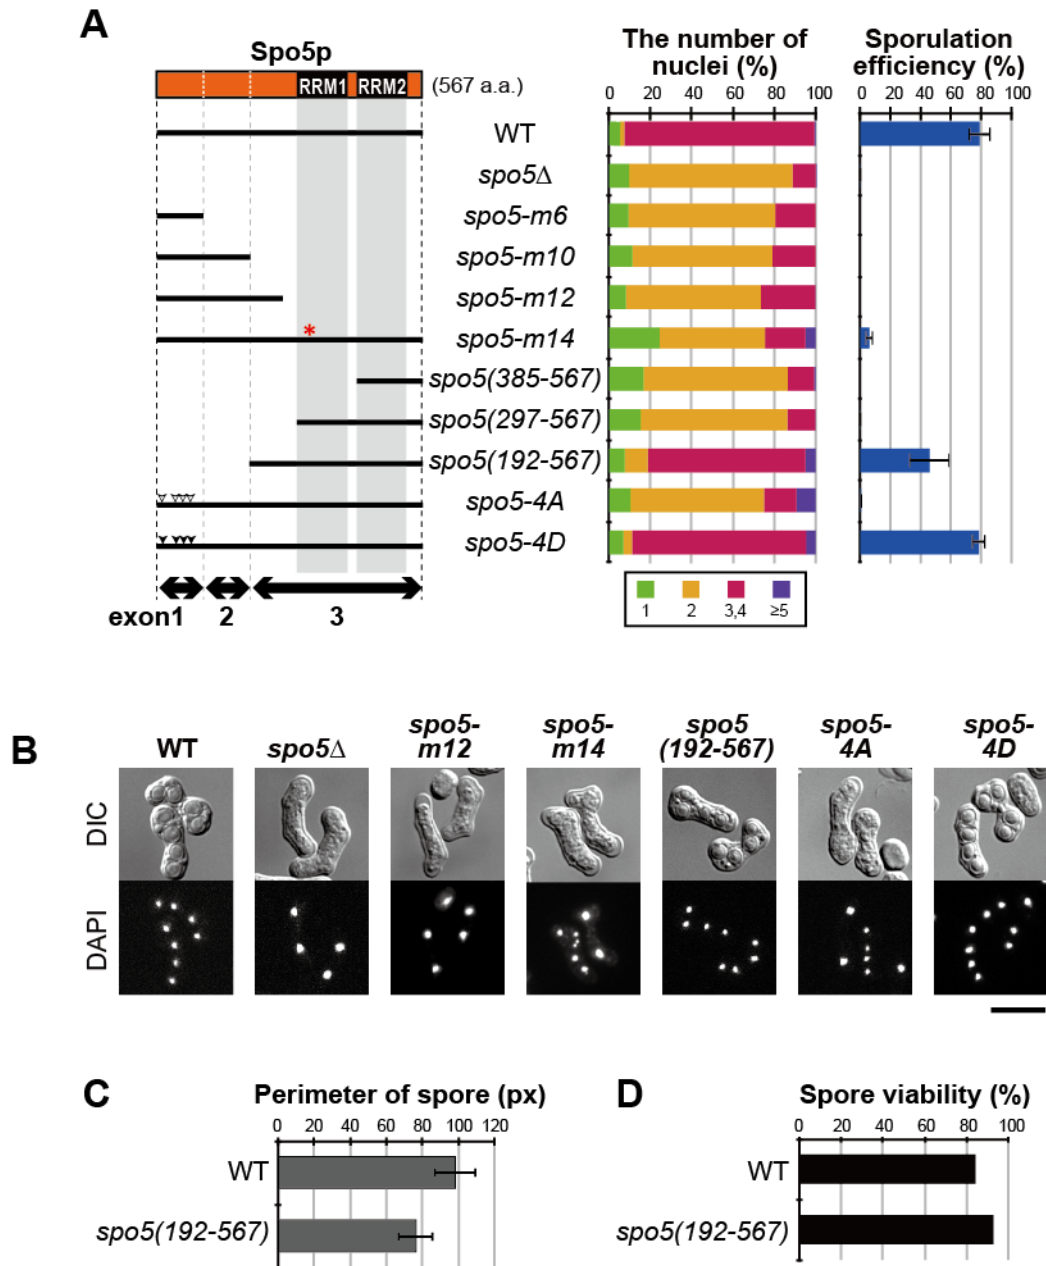 A
Spo5p
RRM1 RRM2 (567 a.a.)
The number of
nuclei (%)
0 20 40 60 80 100
Sporulation
efficiency (%)
0 20 40 60 80 100
WT
spo5Δ
spo5-m6
spo5-m10
spo5-m12
*
spo5-m14
spo5(385-567)
spo5(297-567)
spo5(192-567)
spo5-4A
spo5-4D
exon1 2 3
1 2 3,4 ≥5
B
WT
spo5Δ
spo5-
m12
spo5-
m14
spo5
(192-567)
spo5-
4A
spo5-
4D
DIC
DAPI
C
Perimeter of spore (px)
0 20 40 60 80 100 120
WT
spo5(192-567)
D
Spore viability (%)
0 20 40 60 80 100
WT
spo5(192-567)